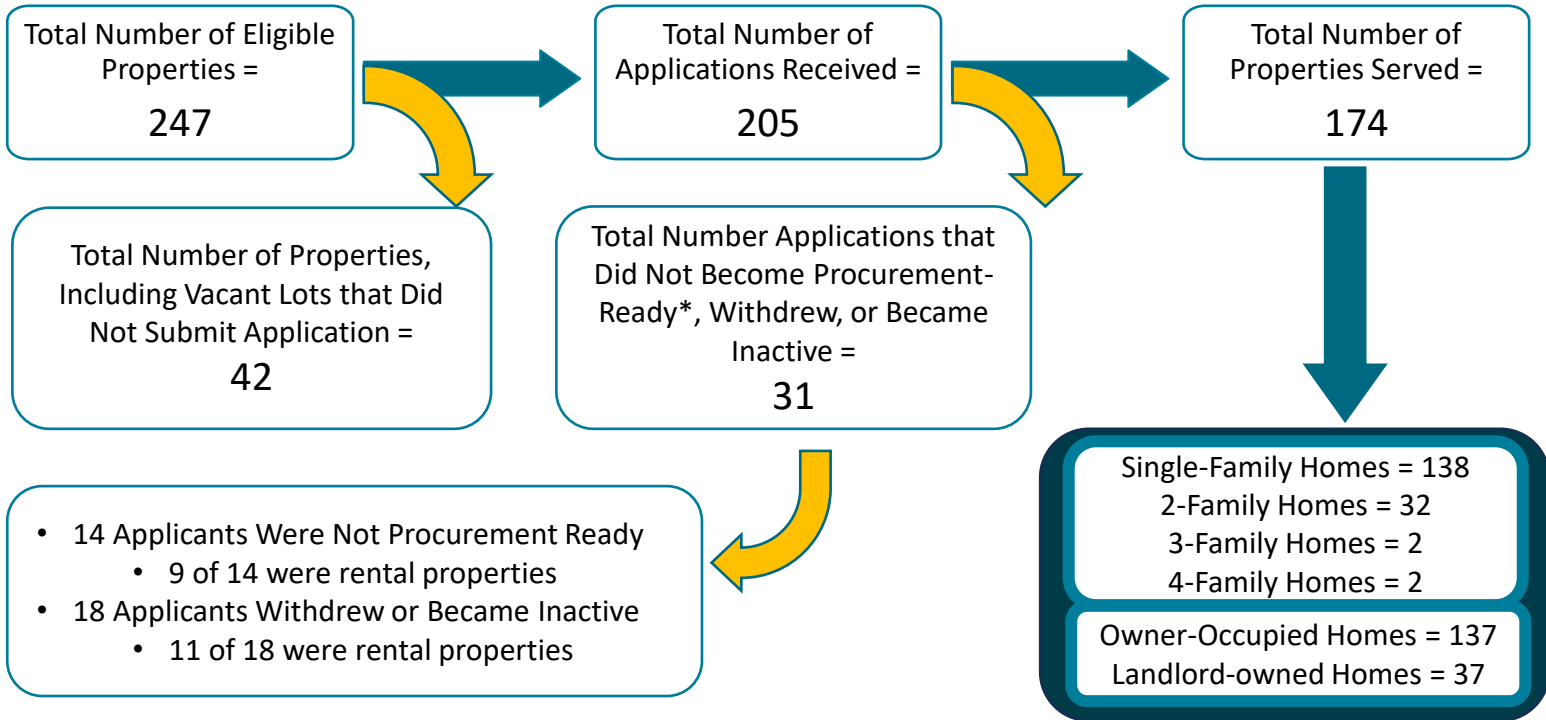 Total Number of Eligible
Properties =
247
Total Number of
Applications Received =
205
Total Number of
Properties Served =
174
Total Number of Properties,
Including Vacant Lots that Did
Not Submit Application =
42
Total Number Applications that
Did Not Become Procurement-
Ready*, Withdrew, or Became
Inactive =
31
• 14 Applicants Were Not Procurement Ready
• 9 of 14 were rental properties
• 18 Applicants Withdrew or Became Inactive
• 11 of 18 were rental properties
Single-Family Homes = 138
2-Family Homes = 32
3-Family Homes = 2
4-Family Homes = 2
Owner-Occupied Homes = 137
Landlord-owned Homes = 37